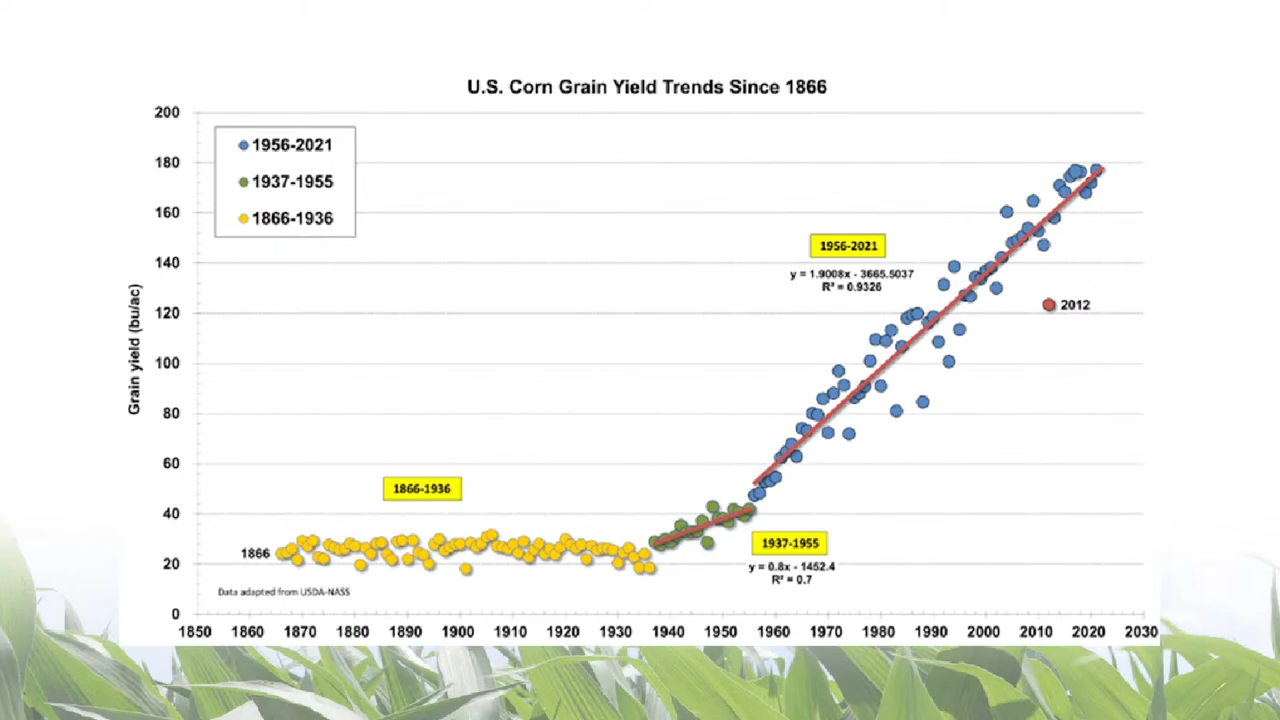 U.S. Corn Grain Yield Trends Since 1866
200
180
160
140
120
100
80
60
40
20
0
Grain yield (bu/ac)
1956-2021
1937-1955
1866-1936
1956-2021
y = 1.9008x - 3665.5037
R² = 0.9326
2012
1866-1936
1866
1937-1955
y = 0.8x - 1452.4
R² = 0.7
Data adapted from USDA-NASS
1850 1860 1870 1880 1890 1900 1910 1920 1930 1940 1950 1960 1970 1980 1990 2000 2010 2020 2030